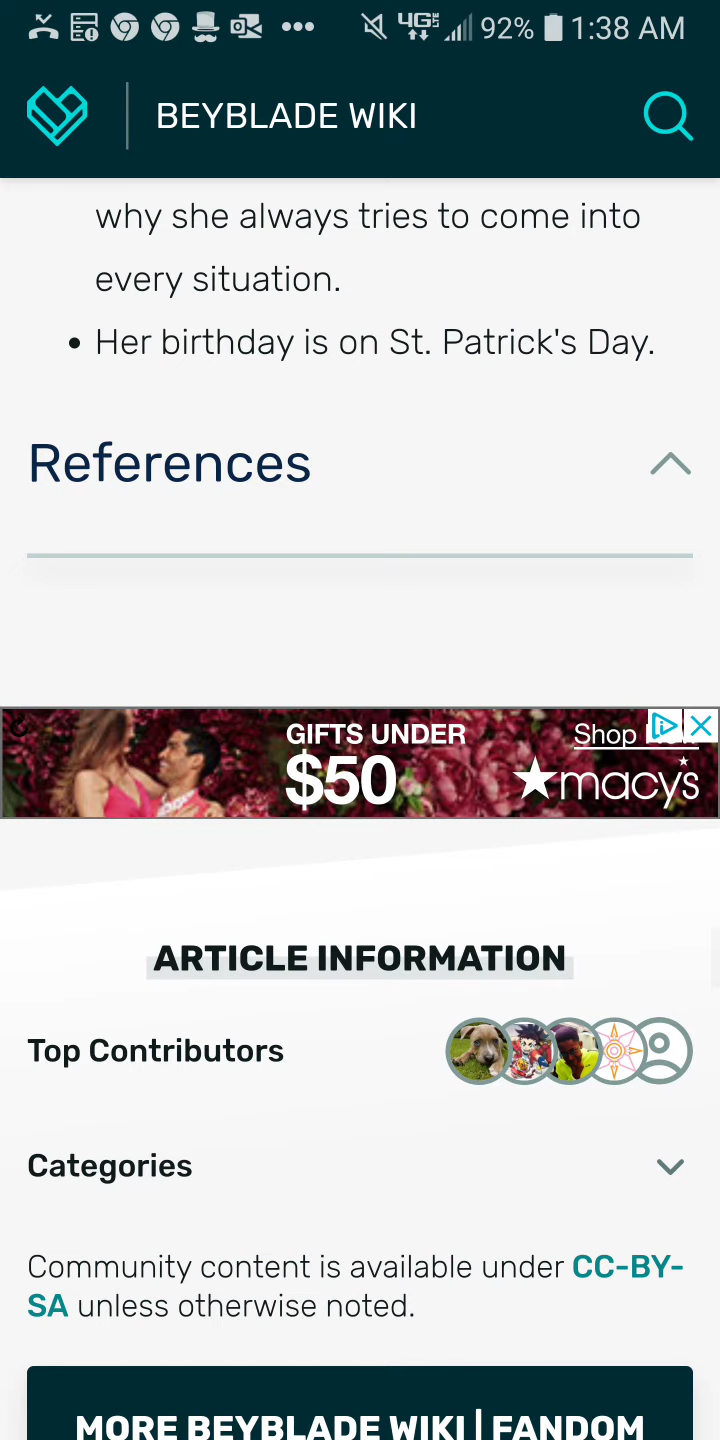 4G 92% 1:38 AM
BEYBLADE WIKI
why she always tries to come into
every situation.
Her birthday is on St. Patrick's Day.
References
GIFTS UNDER
$50
Shop
macy's
ARTICLE INFORMATION
Top Contributors
Categories
Community content is available under CC-BY-
SA unless otherwise noted.
MORE BEYBLADE WIKI | FANDOM